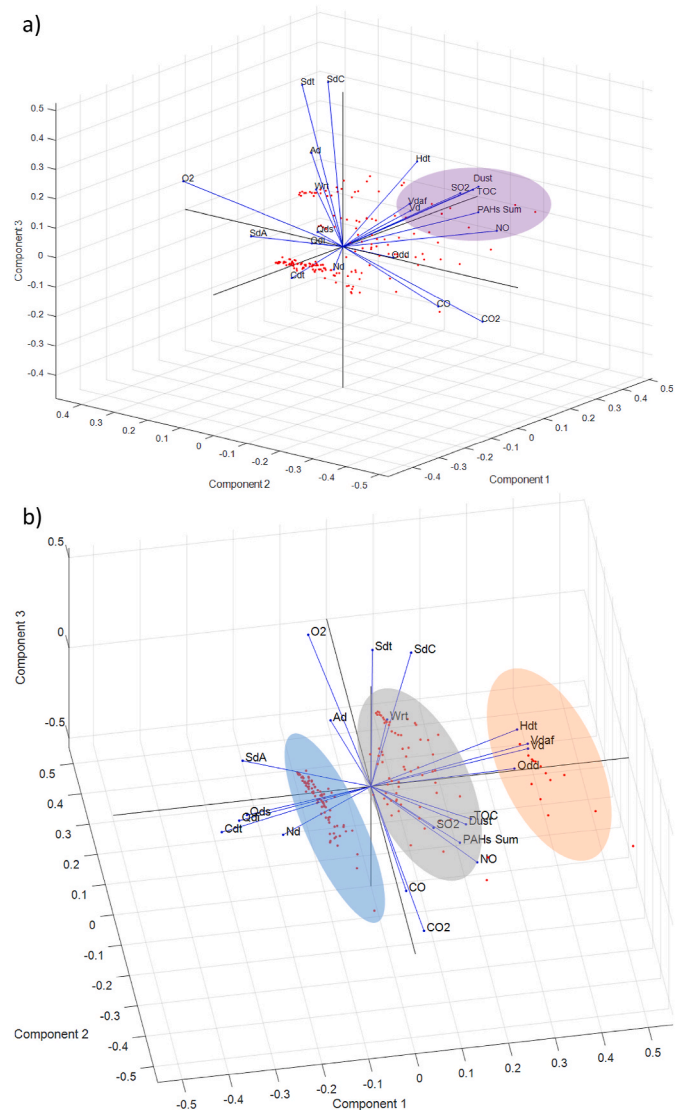 a)
SdC
Sdt
0.5
0.4
Ad
Hdt
0.3
Dust
O2
Wrt
SO2
TOC
0.2
Vdaf
Vd
PAHs Sum
0.1
Qds
SdA
NO
Component 3
0
Odd
-0.1
Cdt
Nd
-0.2
CO
CO2
-0.3
-0.4
0.5
0.4
0.3
0.2
0.1
0
-0.1
-0.2
-0.3
-0.4
0.4
0.3
0.2
0.1
0
-0.1
-0.2
-0.3
-0.4
-0.5
Component 2
Component 1
b)
0.5
Component 3
0
O2
Sdt
SdC
-0.5
Ad
Wrt
Hdt
Vdaf
Vd
0.5
SdA
Odd
0.4
Qds
TOC
0.3
Cdt
Nd
SO2
Dust
0.2
PAHs Sum
0.1
NO
0
CO
-0.1
CO2
-0.2
-0.3
Component 2
-0.4
-0.5
-0.5
-0.4
-0.3
-0.2
-0.1
0
0.1
0.2
0.3
0.4
0.5
Component 1